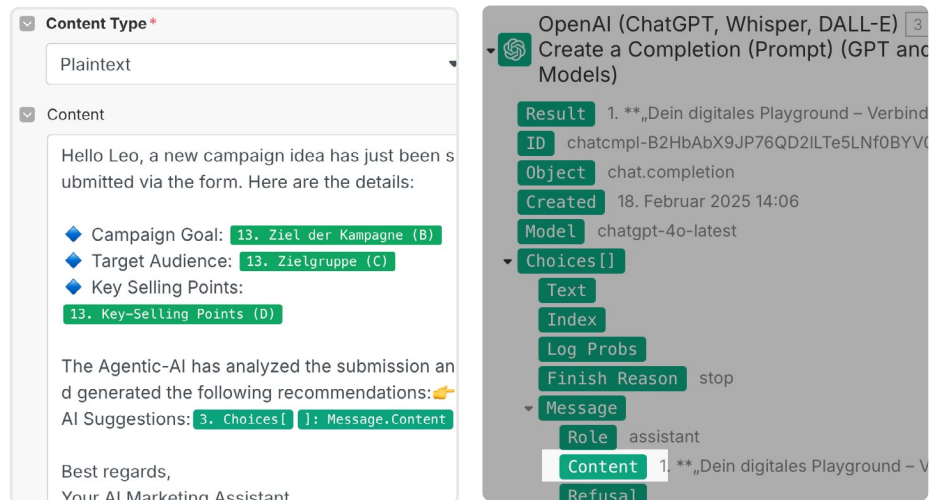 Content Type*
Plaintext
Content
Hello Leo, a new campaign idea has just been s
ubmitted via the form. Here are the details:
Campaign Goal: 13. Ziel der Kampagne (B)
Target Audience: 13. Zielgruppe (C)
Key Selling Points:
13. Key-Selling Points (D)
The Agentic-AI has analyzed the submission an
d generated the following recommendations:👉
AI Suggestions: 3. Choices[ ]: Message.Content
Best regards,
Your AI Marketing Assistant
OpenAI (ChatGPT, Whisper, DALL-E) 3
Create a Completion (Prompt) (GPT and
Models)
Result 1. **„Dein digitales Playground – Verbind
ID chatcmpl-B2HbAbX9JP76QD2ILTe5LNf0BYV
Object chat.completion
Created 18. Februar 2025 14:06
Model chatgpt-4o-latest
Choices[]
Text
Index
Log Probs
Finish Reason stop
Message
Role assistant
Content 1. **„Dein digitales Playground – V
Refusal